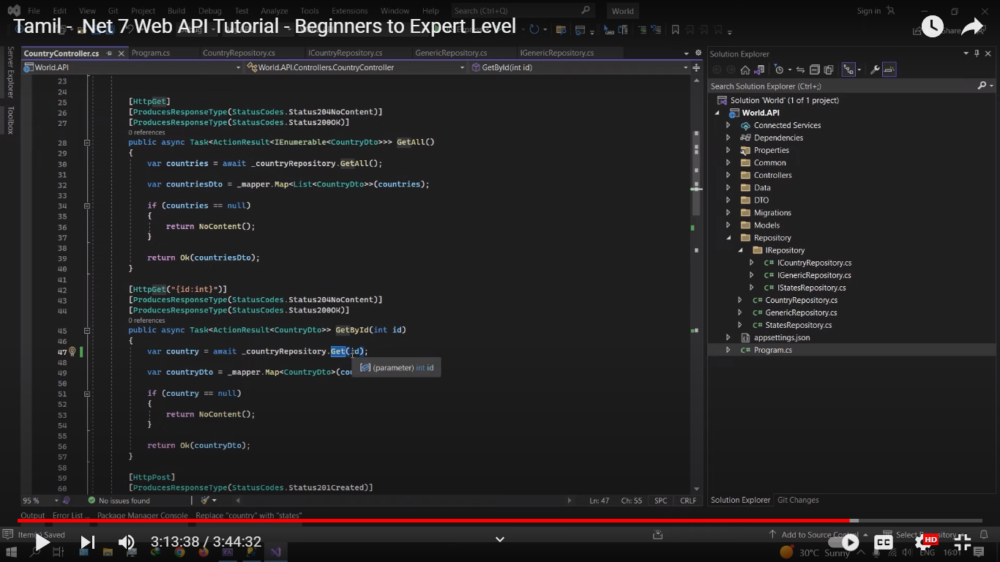 File Edit View Git Project Build Debug Test Analyze Tools Extensions Window Help Search (Ctrl+Q) World Sign in
Tamil - .Net 7 Web API Tutorial - Beginners to Expert Level
Share
CountryController.cs Program.cs CountryRepository.cs ICountryRepository.cs GenericRepository.cs IGenericRepository.cs
World.API World.API.Controllers.CountryController GetById(int id)
Server Explorer
Toolbox
23
24
25 [HttpGet]
26 [ProducesResponseType(StatusCodes.Status204NoContent)]
27 [ProducesResponseType(StatusCodes.Status200OK)]
0 references
28 public async Task<ActionResult<IEnumerable<CountryDto>>> GetAll()
29 {
30 var countries = await _countryRepository.GetAll();
31
32 var countriesDto = _mapper.Map<List<CountryDto>>(countries);
33
34 if (countries == null)
35 {
36 return NoContent();
37 }
38
39 return Ok(countriesDto);
40 }
41
42 [HttpGet("{id:int}")]
43 [ProducesResponseType(StatusCodes.Status204NoContent)]
44 [ProducesResponseType(StatusCodes.Status200OK)]
0 references
45 public async Task<ActionResult<CountryDto>> GetById(int id)
46 {
47 var country = await _countryRepository.Get(id);
48 (parameter) int id
49 var countryDto = _mapper.Map<CountryDto>(cou
50
51 if (country == null)
52 {
53 return NoContent();
54 }
55
56 return Ok(countryDto);
57 }
58
59 [HttpPost]
60 [ProducesResponseType(StatusCodes.Status201Created)]
95 % No issues found Ln: 47 Ch: 55 SPC CRLF
Solution Explorer
Search Solution Explorer (Ctrl+;)
Solution 'World' (1 of 1 project)
World.API
Connected Services
Dependencies
Properties
Common
Controllers
Data
DTO
Migrations
Models
Repository
IRepository
C# ICountryRepository.cs
C# IGenericRepository.cs
C# IStatesRepository.cs
C# CountryRepository.cs
C# GenericRepository.cs
C# StatesRepository.cs
appsettings.json
C# Program.cs
Solution Explorer Git Changes
Output Error List ... Package Manager Console Replace "country" with "states"
Item(s) Saved Add to Source Control Select Repository
3:13:38 / 3:44:32 CC HD
30°C Sunny ENG 16:01